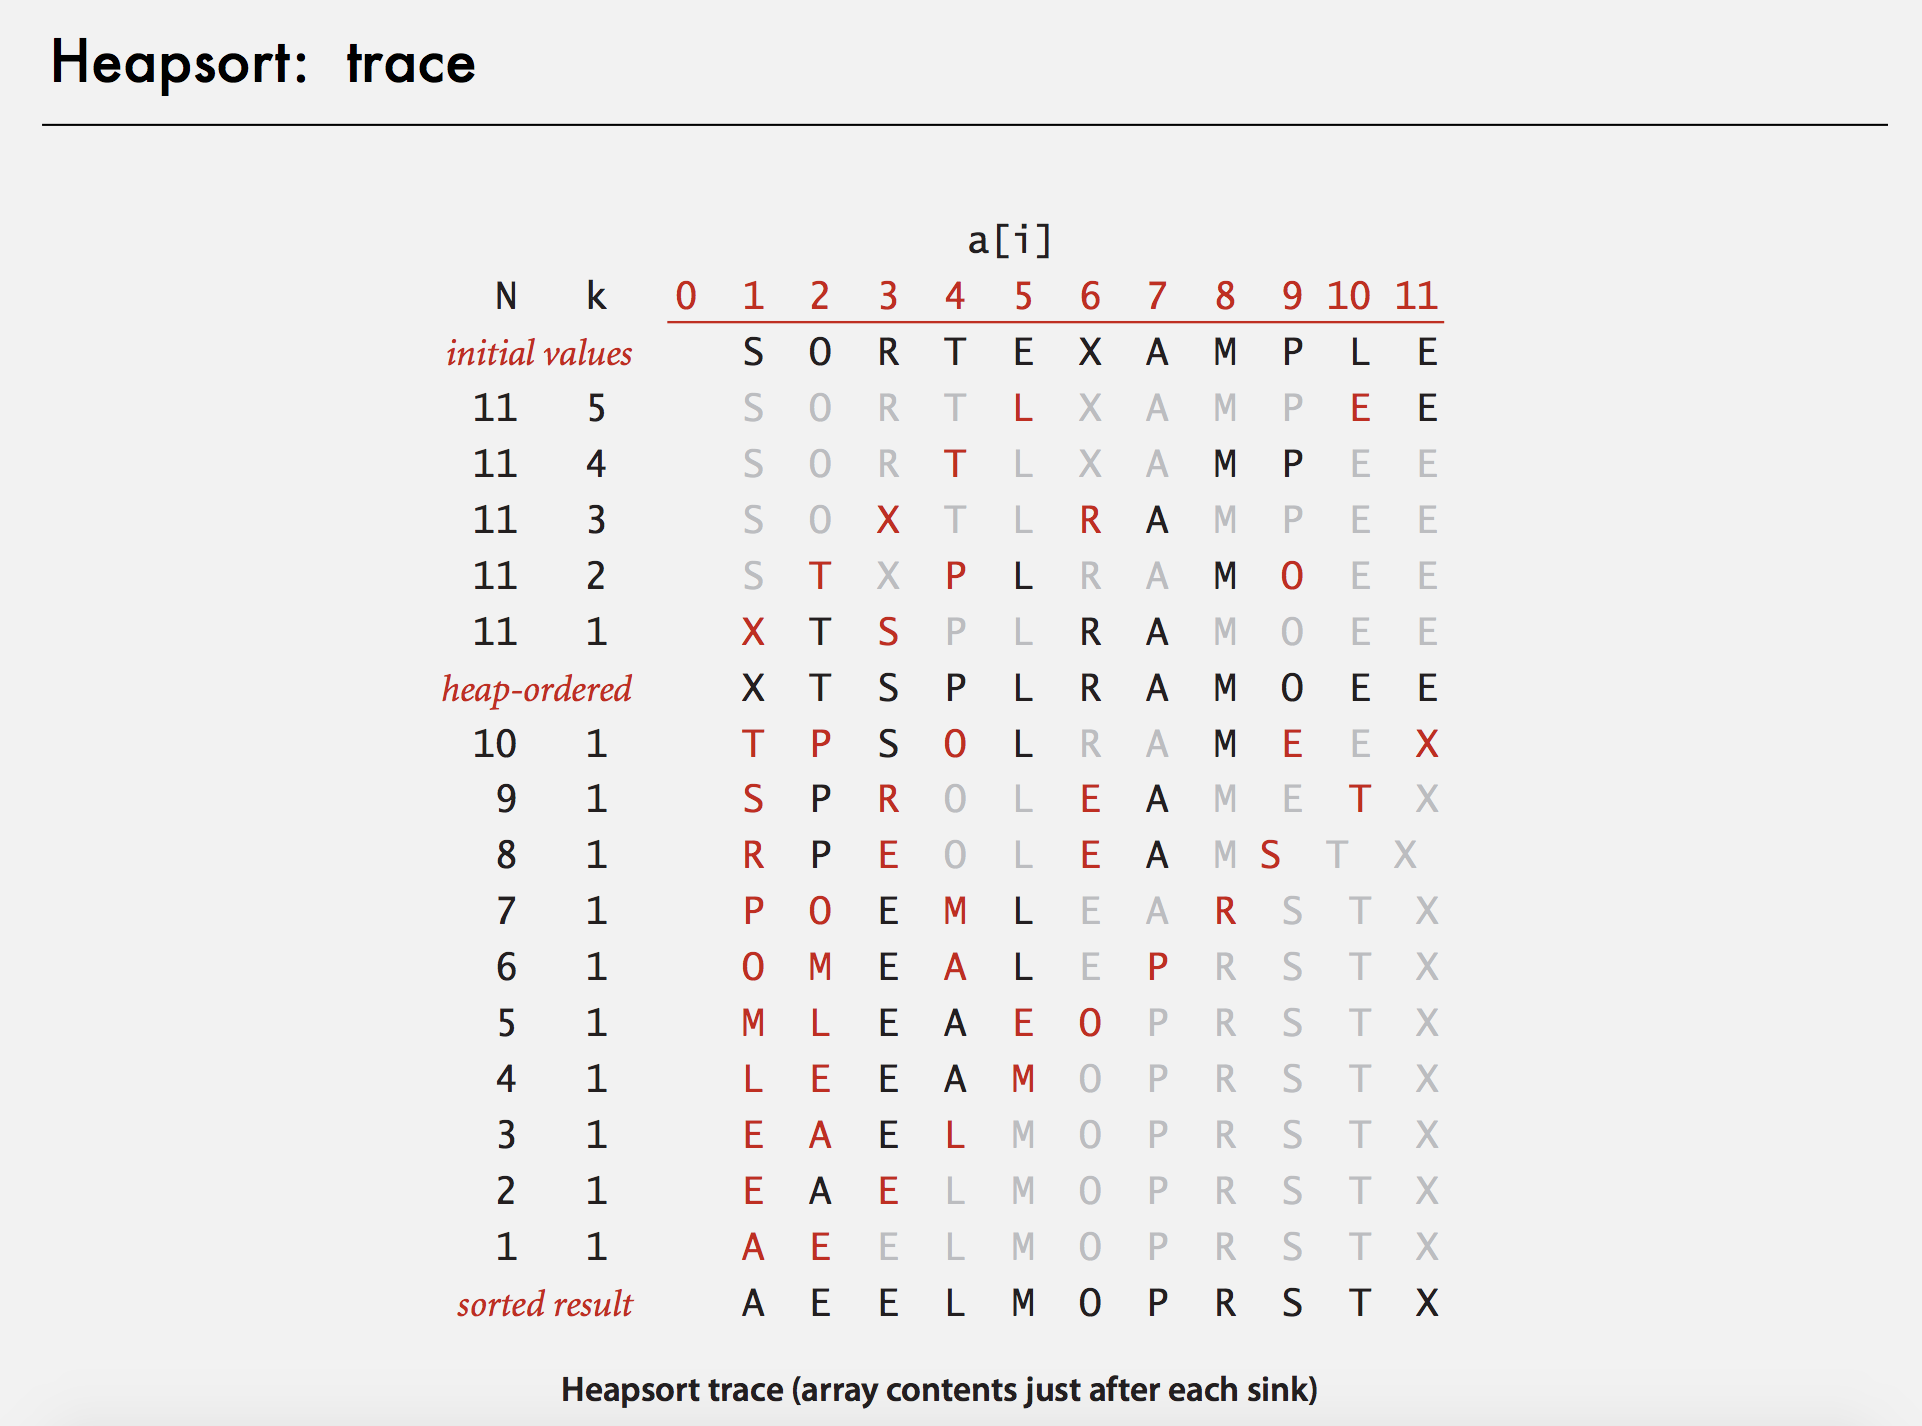 Heapsort: trace
a[i]
N k 0 1 2 3 4 5 6 7 8 9 10 11
initial values S O R T E X A M P L E
11 5 S O R T L X A M P E E
11 4 S O R T L X A M P E E
11 3 S O X T L R A M P E E
11 2 S T X P L R A M O E E
11 1 X T S P L R A M O E E
heap-ordered X T S P L R A M O E E
10 1 T P S O L R A M E E X
9 1 S P R O L E A M E T X
8 1 R P E O L E A M S T X
7 1 P O E M L E A R S T X
6 1 O M E A L E P R S T X
5 1 M L E A E O P R S T X
4 1 L E E A M O P R S T X
3 1 E A E L M O P R S T X
2 1 E A E L M O P R S T X
1 1 A E E L M O P R S T X
sorted result A E E L M O P R S T X
Heapsort trace (array contents just after each sink)